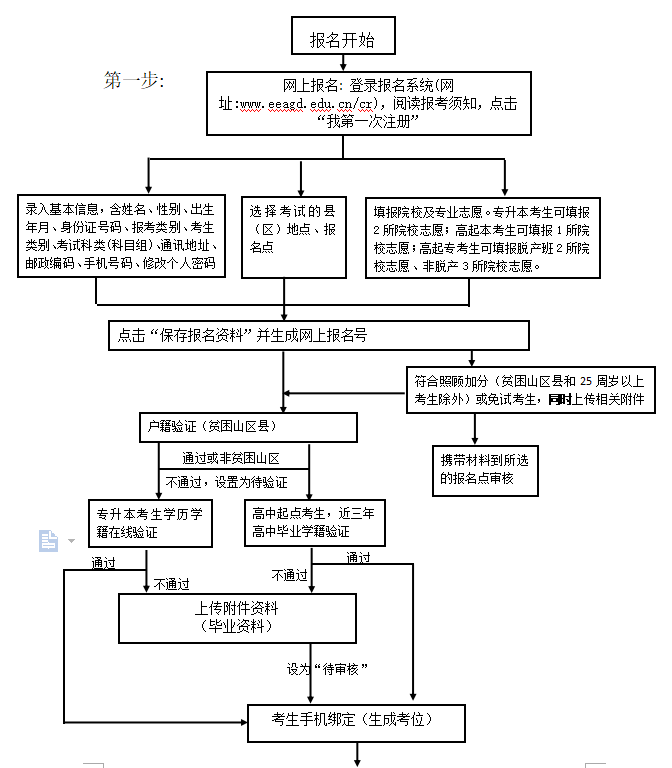 报名开始
第一步:
网上报名: 登录报名系统(网
址:www.eeagd.edu.cn/cr)，阅读报考须知，点击
“我第一次注册”
录入基本信息，含姓名、性别、出生
年月、身份证号码、报考类别、考生
类别、考试科类(科目组)、通讯地址、
邮政编码、手机号码、修改个人密码
选择考试的县
（区）地点、报
名点
填报院校及专业志愿。专升本考生可填报
2所院校志愿；高起本考生可填报1所院
校志愿；高起专考生可填报脱产班2所院
校志愿、非脱产3所院校志愿。
点击“保存报名资料”并生成网上报名号
符合照顾加分（贫困山区县和25周岁以上
考生除外）或免试考生，同时上传相关附件
户籍验证（贫困山区县）
携带材料到所选
的报名点审核
通过或非贫困山区
不通过，设置为待验证
专升本考生学历学
籍在线验证
高中起点考生，近三年
高中毕业学籍验证
通过
不通过
不通过
通过
上传附件资料
（毕业资料）
设为“待审核”
考生手机绑定（生成考位）